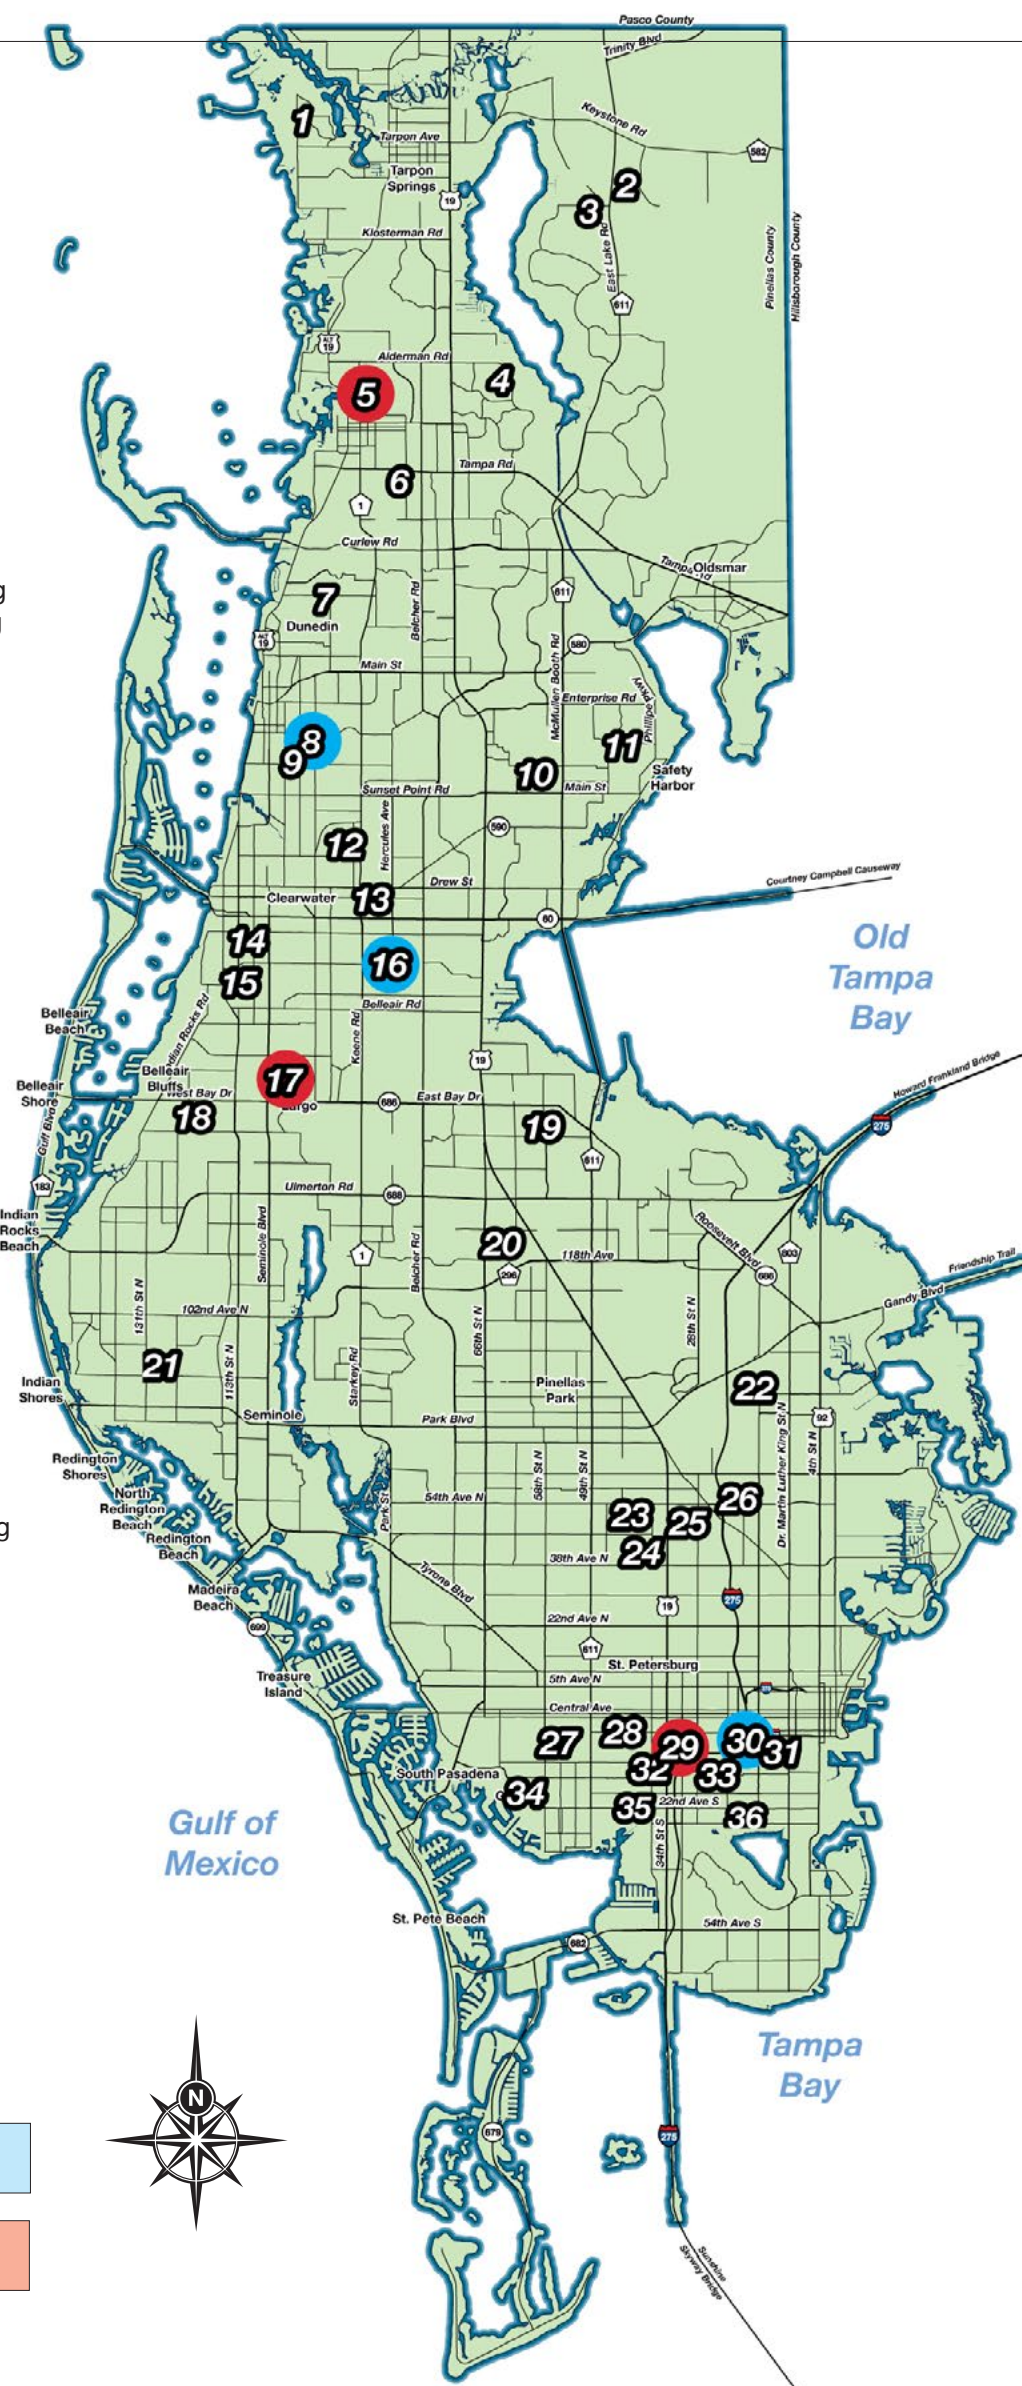 Pasco County
Trinity Blvd
Keystone Rd
1
Tarpon Ave
582
Tarpon
Springs
2
19
3
Klosterman Rd
East Lake Rd
Pinellas County
Hillsborough County
611
ALT
19
Alderman Rd
4
5
Tampa Rd
6
1
Curlew Rd
Oldsmar
g
7
Belcher Rd
611
Dunedin
ALT
19
580
McMullen Booth Rd
Main St
Enterprise Rd
8
11
9
10
Safety
Harbor
Sunset Point Rd
Main St
Hercules Ave
590
12
Drew St
Courtney Campbell Causeway
Clearwater
13
60
Old
Tampa
Bay
14
16
15
Belleair Rd
Belleair
Beach
Keene Rd
19
Howard Frankland Bridge
Belleair
Bluffs
17
Belleair
Shore
West Bay Dr
East Bay Dr
686
18
19
275
Gulf Blvd
611
183
Ulmerton Rd
688
Indian
Rocks
Beach
Seminole Blvd
20
Roosevelt Blvd
1
118th Ave
803
Belcher Rd
296
686
Friendship Trail
Gandy Blvd
131th St N
102nd Ave N
66th St N
28th St N
21
113th St N
Starkey Rd
Pinellas
Park
22
Indian
Shores
Seminole
Park Blvd
92
Dr. Martin Luther King St N
4th St N
Redington
Shores
58th St N
49th St N
North
Redington
Beach
54th Ave N
Park St
26
23
25
g
Redington
Beach
24
38th Ave N
Tyrone Blvd
Madeira
Beach
275
19
22nd Ave N
699
611
St. Petersburg
Treasure
Island
5th Ave N
Central Ave
27
28
29
30
31
32
33
South Pasadena
34
35
22nd Ave S
36
Gulf of
Mexico
34th St S
St. Pete Beach
54th Ave S
682
Tampa
Bay
N
679
275
Sunshine
Skyway Bridge